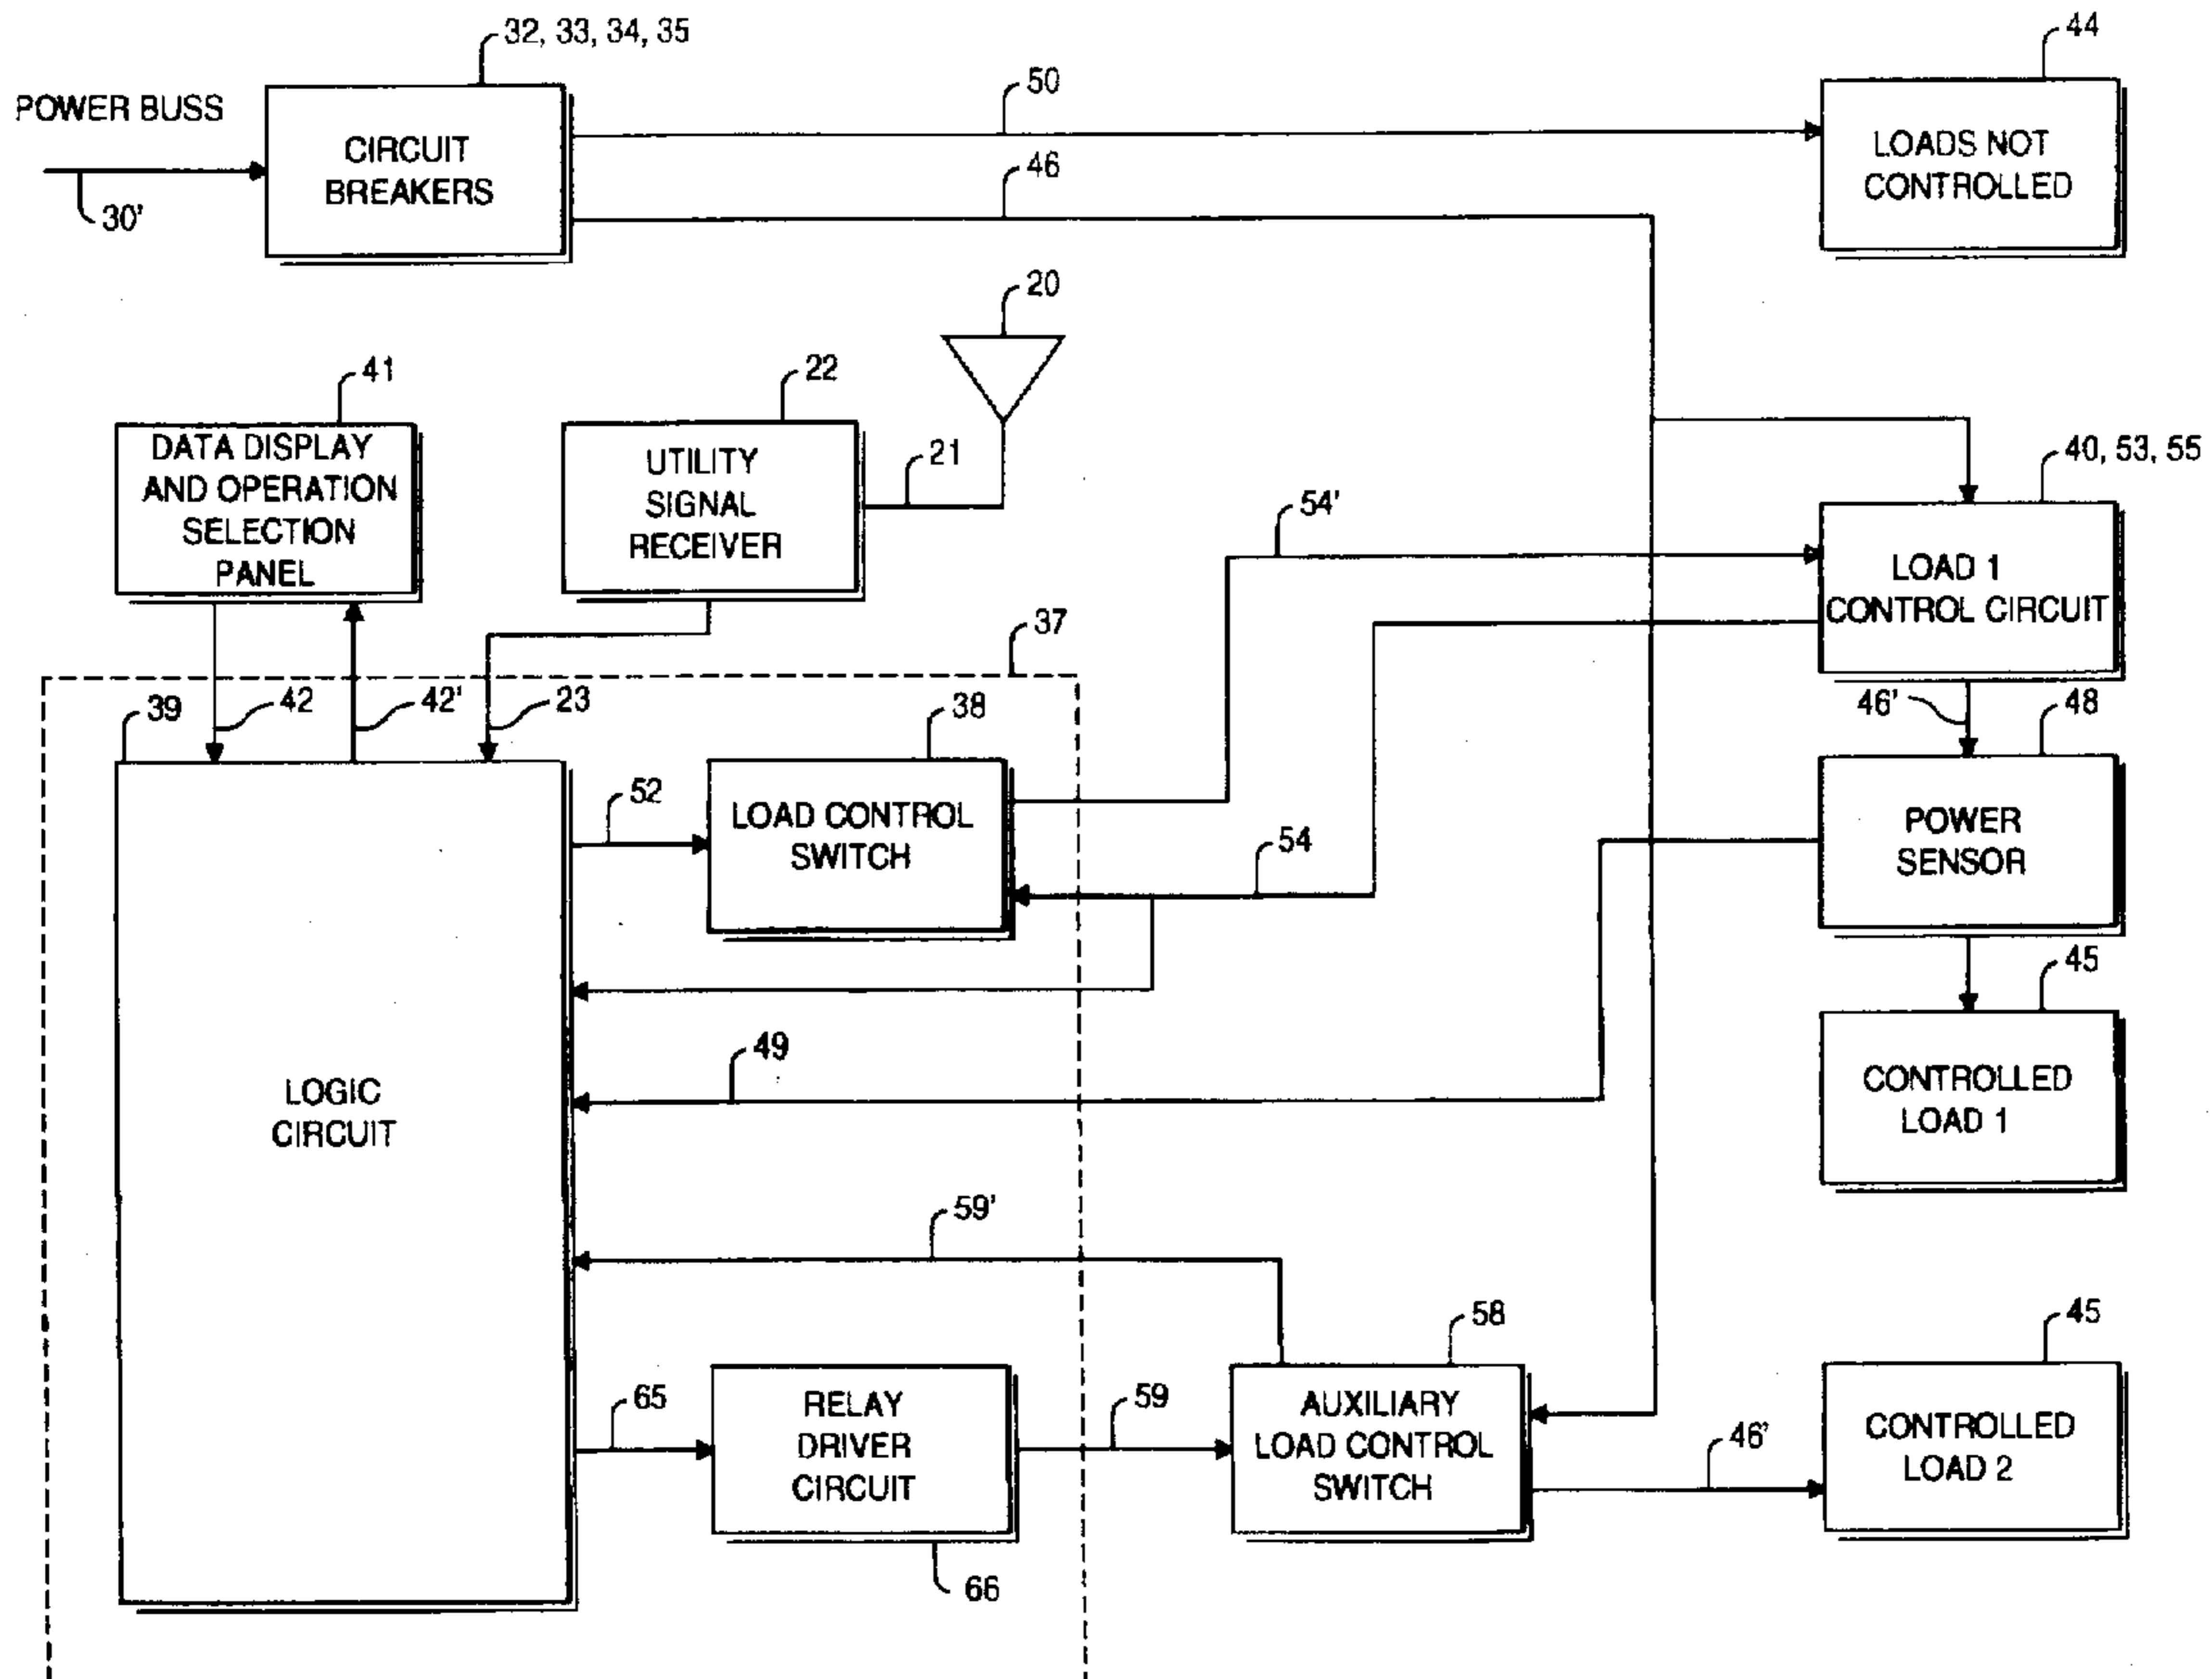 32, 33, 34, 35
44
POWER BUSS
50
CIRCUIT
BREAKERS
LOADS NOT
CONTROLLED
46
30'
20
41
22
DATA DISPLAY
AND OPERATION
SELECTION
PANEL
UTILITY
SIGNAL
RECEIVER
21
40, 53, 55
54'
LOAD 1
CONTROL CIRCUIT
37
39
42
42'
23
38
46'
48
52
LOAD CONTROL
SWITCH
54
POWER
SENSOR
45
49
LOGIC
CIRCUIT
CONTROLLED
LOAD 1
59'
58
45
65
RELAY
DRIVER
CIRCUIT
59
AUXILIARY
LOAD CONTROL
SWITCH
46'
CONTROLLED
LOAD 2
66